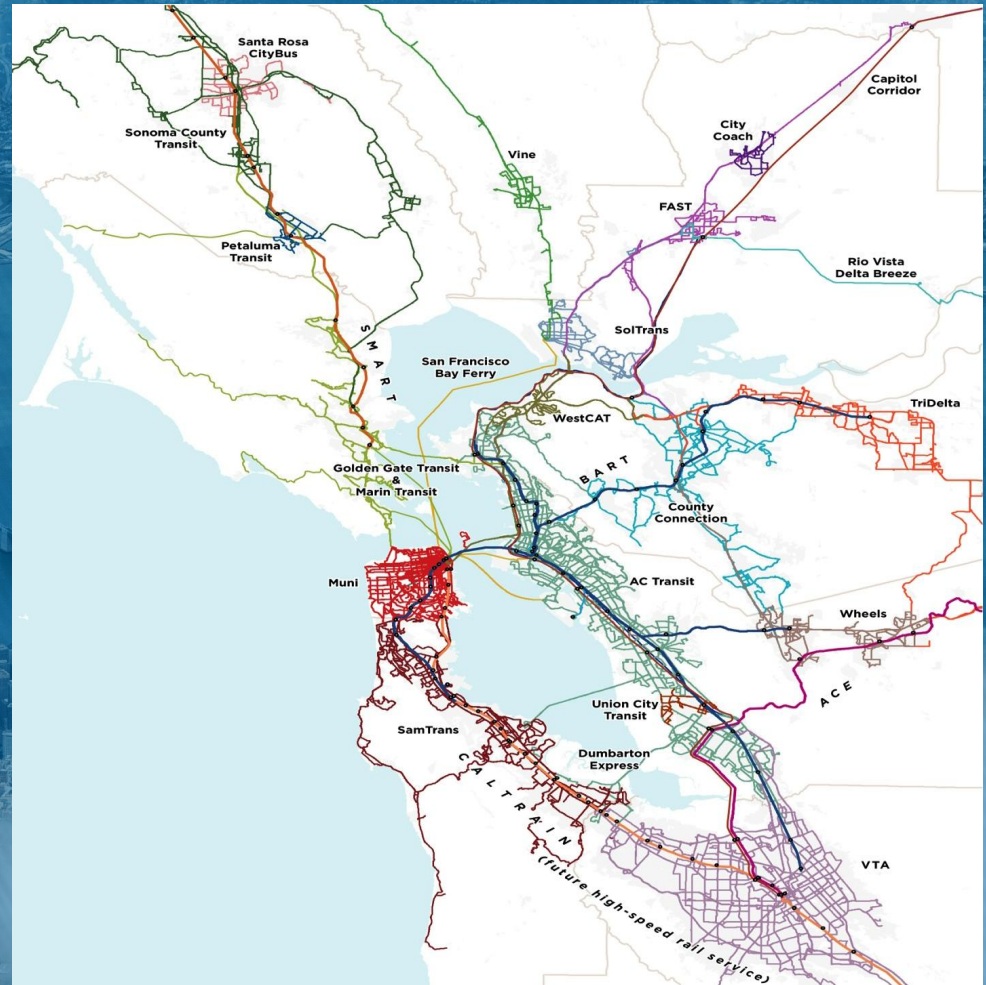 Santa Rosa
CityBus
Capitol
Corridor
City
Coach
Sonoma County
Transit
Vine
FAST
Petaluma
Transit
Rio Vista
Delta Breeze
SMART
SolTrans
San Francisco
Bay Ferry
WestCAT
TriDelta
BART
Golden Gate Transit
&
Marin Transit
County
Connection
Muni
AC Transit
Wheels
ACE
Union City
Transit
SamTrans
Dumbarton
Express
CALTRAIN
(future high-speed rail service)
VTA